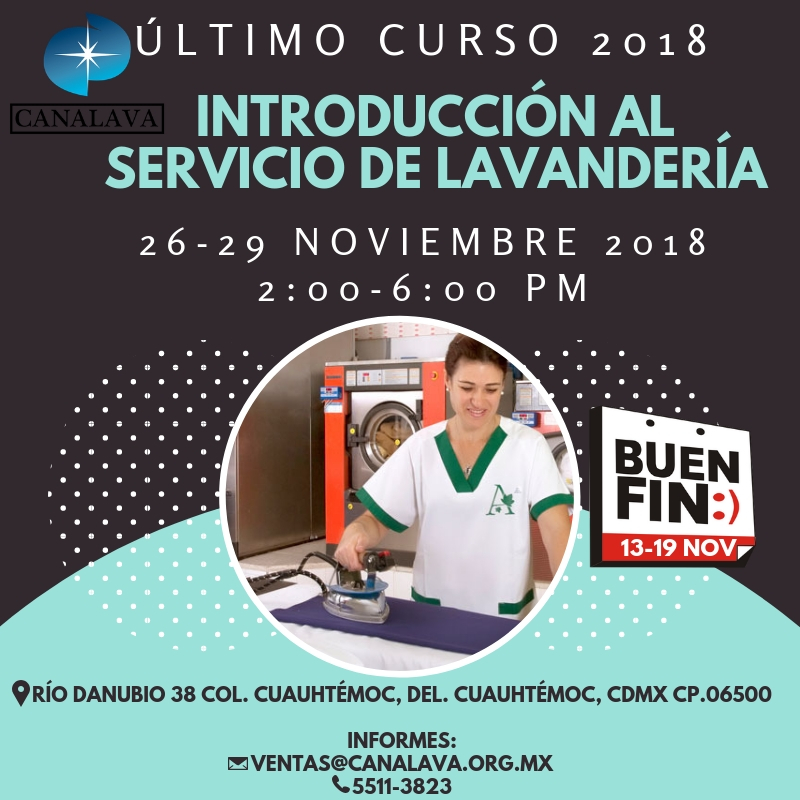 ÚLTIMO CURSO 2018
CANALAVA
INTRODUCCIÓN AL
SERVICIO DE LAVANDERÍA
26-29 NOVIEMBRE 2018
2:00-6:00 PM
A
BUEN
FIN:)
13-19 NOV
RÍO DANUBIO 38 COL. CUAUHTÉMOC, DEL. CUAUHTÉMOC, CDMX CP.06500
INFORMES:
VENTAS@CANALAVA.ORG.MX
5511-3823